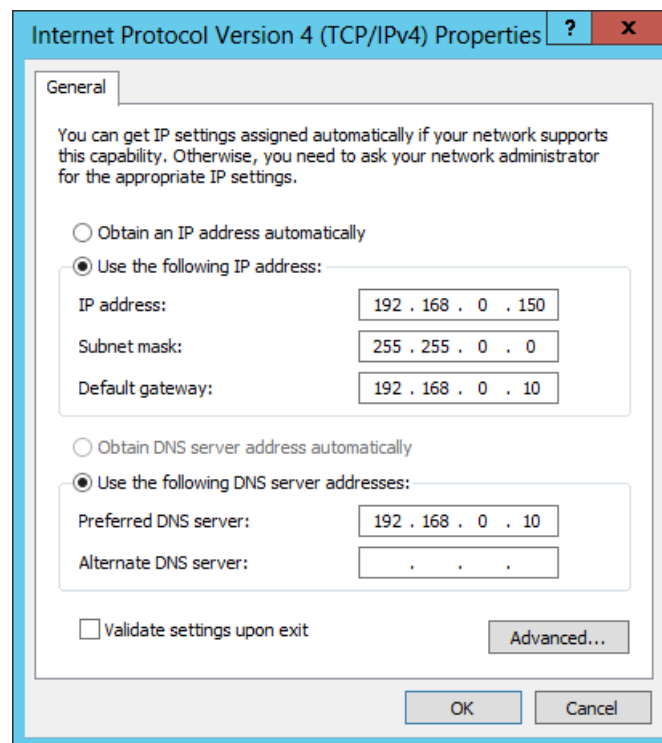 Internet Protocol Version 4 (TCP/IPv4) Properties ? x
General
You can get IP settings assigned automatically if your network supports
this capability. Otherwise, you need to ask your network administrator
for the appropriate IP settings.
Obtain an IP address automatically
Use the following IP address:
IP address: 192 . 168 . 0 . 150
Subnet mask: 255 . 255 . 0 . 0
Default gateway: 192 . 168 . 0 . 10
Obtain DNS server address automatically
Use the following DNS server addresses:
Preferred DNS server: 192 . 168 . 0 . 10
Alternate DNS server: . . .
Validate settings upon exit
Advanced...
OK Cancel